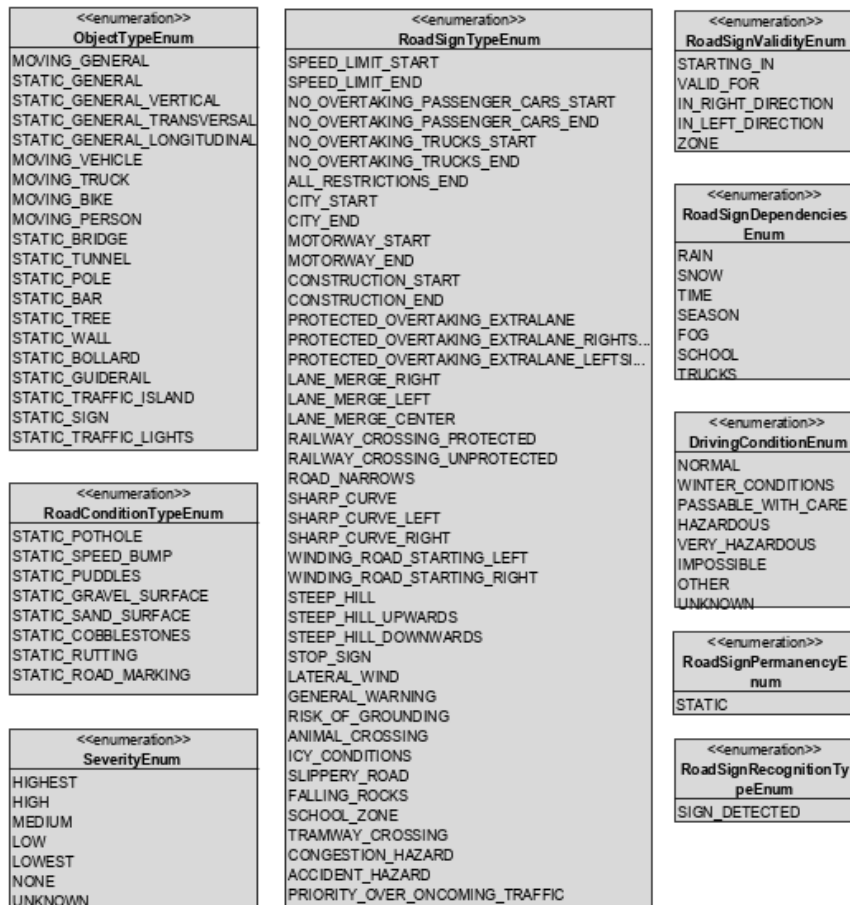 <<enumeration>>
ObjectTypeEnum
MOVING_GENERAL
STATIC_GENERAL
STATIC_GENERAL_VERTICAL
STATIC_GENERAL_TRANSVERSAL
STATIC_GENERAL_LONGITUDINAL
MOVING_VEHICLE
MOVING_TRUCK
MOVING_BIKE
MOVING_PERSON
STATIC_BRIDGE
STATIC_TUNNEL
STATIC_POLE
STATIC_BAR
STATIC_TREE
STATIC_WALL
STATIC_BOLLARD
STATIC_GUIDERAIL
STATIC_TRAFFIC_ISLAND
STATIC_SIGN
STATIC_TRAFFIC_LIGHTS
<<enumeration>>
RoadConditionTypeEnum
STATIC_POTHOLE
STATIC_SPEED_BUMP
STATIC_PUDDLES
STATIC_GRAVEL_SURFACE
STATIC_SAND_SURFACE
STATIC_COBBLESTONES
STATIC_RUTTING
STATIC_ROAD_MARKING
<<enumeration>>
SeverityEnum
HIGHEST
HIGH
MEDIUM
LOW
LOWEST
NONE
UNKNOWN
<<enumeration>>
RoadSignTypeEnum
SPEED_LIMIT_START
SPEED_LIMIT_END
NO_OVERTAKING_PASSENGER_CARS_START
NO_OVERTAKING_PASSENGER_CARS_END
NO_OVERTAKING_TRUCKS_START
NO_OVERTAKING_TRUCKS_END
ALL_RESTRICTIONS_END
CITY_START
CITY_END
MOTORWAY_START
MOTORWAY_END
CONSTRUCTION_START
CONSTRUCTION_END
PROTECTED_OVERTAKING_EXTRALANE
PROTECTED_OVERTAKING_EXTRALANE_RIGHTS...
PROTECTED_OVERTAKING_EXTRALANE_LEFTSI...
LANE_MERGE_RIGHT
LANE_MERGE_LEFT
LANE_MERGE_CENTER
RAILWAY_CROSSING_PROTECTED
RAILWAY_CROSSING_UNPROTECTED
ROAD_NARROWS
SHARP_CURVE
SHARP_CURVE_LEFT
SHARP_CURVE_RIGHT
WINDING_ROAD_STARTING_LEFT
WINDING_ROAD_STARTING_RIGHT
STEEP_HILL
STEEP_HILL_UPWARDS
STEEP_HILL_DOWNWARDS
STOP_SIGN
LATERAL_WIND
GENERAL_WARNING
RISK_OF_GROUNDING
ANIMAL_CROSSING
ICY_CONDITIONS
SLIPPERY_ROAD
FALLING_ROCKS
SCHOOL_ZONE
TRAMWAY_CROSSING
CONGESTION_HAZARD
ACCIDENT_HAZARD
PRIORITY_OVER_ONCOMING_TRAFFIC
<<enumeration>>
RoadSignValidityEnum
STARTING_IN
VALID_FOR
IN_RIGHT_DIRECTION
IN_LEFT_DIRECTION
ZONE
<<enumeration>>
RoadSignDependencies
Enum
RAIN
SNOW
TIME
SEASON
FOG
SCHOOL
TRUCKS
<<enumeration>>
DrivingConditionEnum
NORMAL
WINTER_CONDITIONS
PASSABLE_WITH_CARE
HAZARDOUS
VERY_HAZARDOUS
IMPOSSIBLE
OTHER
UNKNOWN
<<enumeration>>
RoadSignPermanencyE
num
STATIC
<<enumeration>>
RoadSignRecognitionTy
peEnum
SIGN_DETECTED